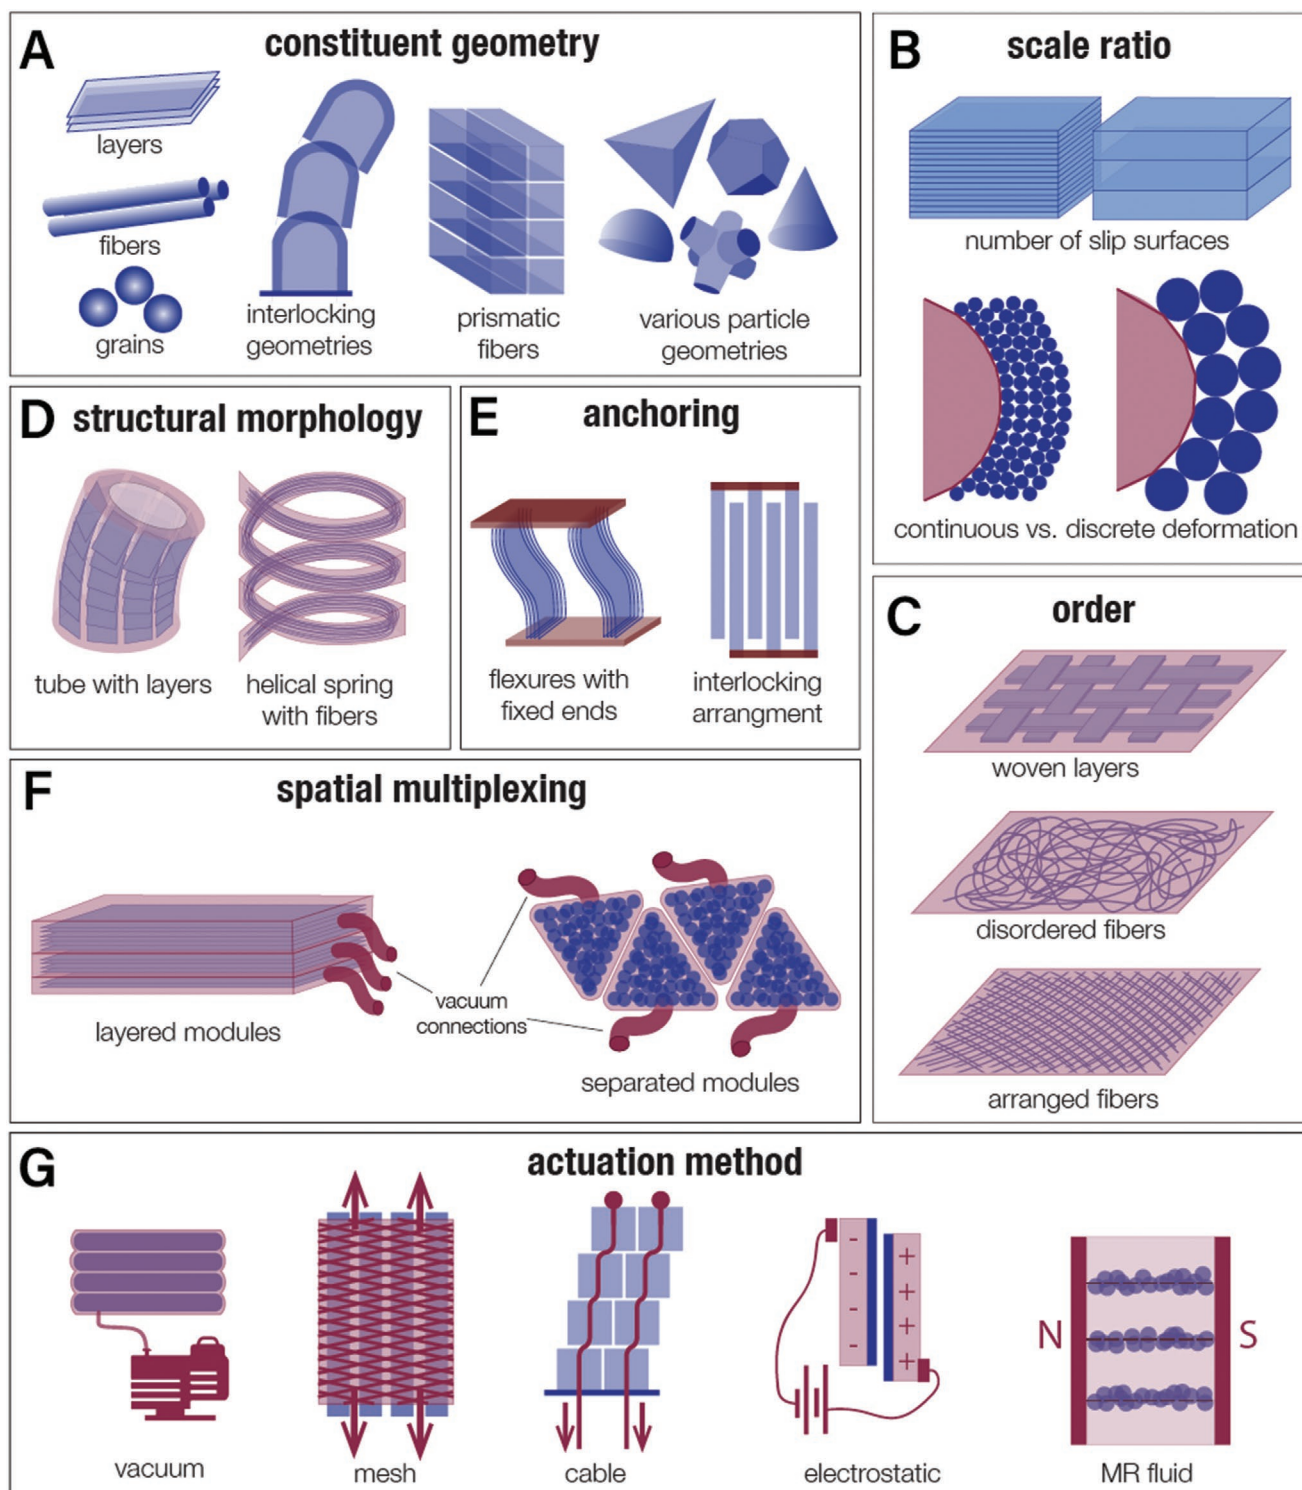 A
constituent geometry
layers
fibers
grains
interlocking
geometries
prismatic
fibers
various particle
geometries
B
scale ratio
number of slip surfaces
continuous vs. discrete deformation
D
structural morphology
tube with layers
helical spring
with fibers
E
anchoring
flexures with
fixed ends
interlocking
arrangment
C
order
woven layers
disordered fibers
arranged fibers
F
spatial multiplexing
layered modules
vacuum
connections
separated modules
G
actuation method
vacuum
mesh
cable
- - - -
+ + + +
electrostatic
N
S
MR fluid